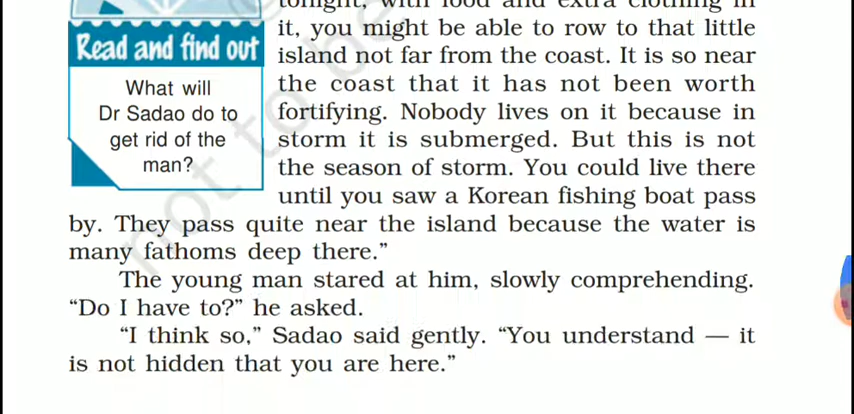 tonight, with food and extra clothing in
it, you might be able to row to that little
island not far from the coast. It is so near
the coast that it has not been worth
fortifying. Nobody lives on it because in
storm it is submerged. But this is not
the season of storm. You could live there
until you saw a Korean fishing boat pass
by. They pass quite near the island because the water is
many fathoms deep there.”
The young man stared at him, slowly comprehending.
“Do I have to?” he asked.
“I think so,” Sadao said gently. “You understand — it
is not hidden that you are here.”
Read and find out
What will
Dr Sadao do to
get rid of the
man?
not to be